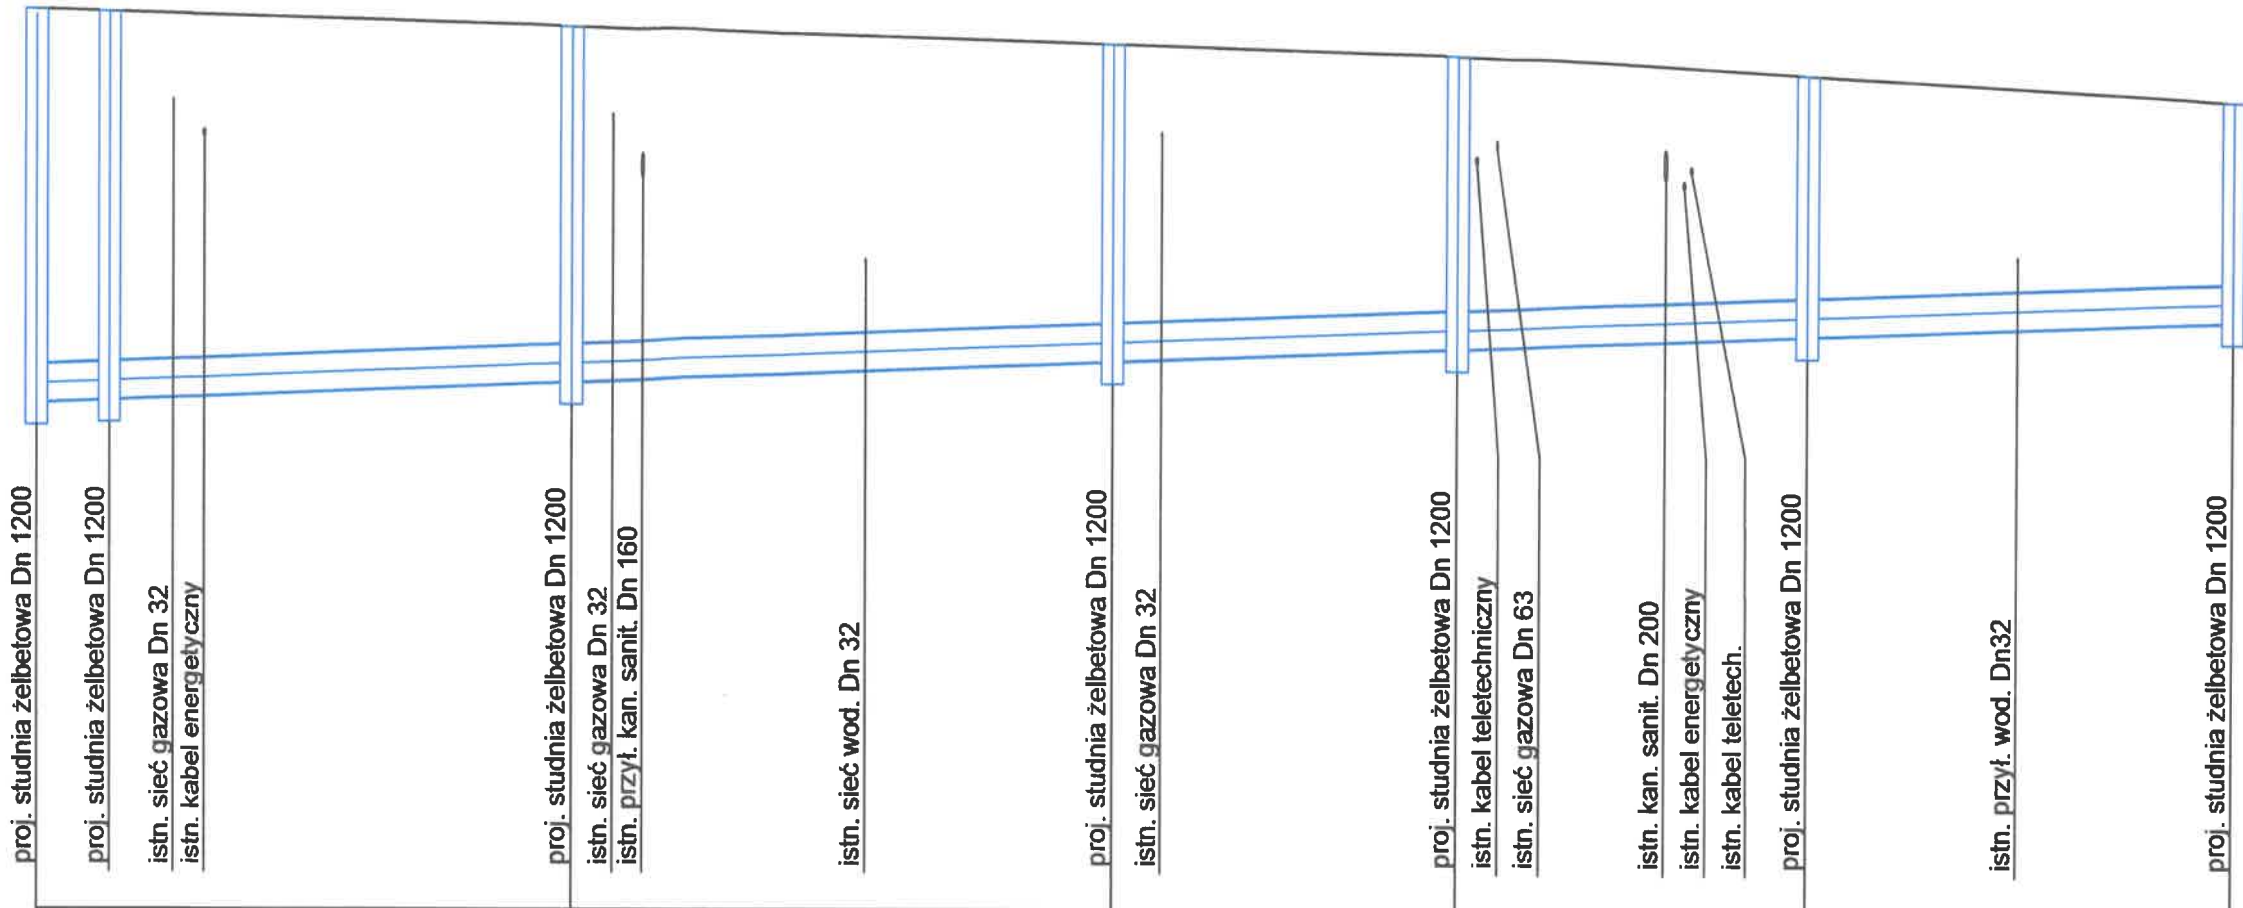 proj. studnia żelbetowa Dn 1200
proj. studnia żelbetowa Dn 1200
istn. sieć gazowa Dn 32
istn. kabel energetyczny
proj. studnia żelbetowa Dn 1200
istn. sieć gazowa Dn 32
istn. przył. kan. sanit. Dn 160
istn. sieć wod. Dn 32
proj. studnia żelbetowa Dn 1200
istn. sieć gazowa Dn 32
proj. studnia żelbetowa Dn 1200
istn. kabel teletechniczny
istn. sieć gazowa Dn 63
istn. kan. sanit. Dn 200
istn. kabel energetyczny
istn. kabel teletech.
proj. studnia żelbetowa Dn 1200
istn. przył. wod. Dn32
proj. studnia żelbetowa Dn 1200